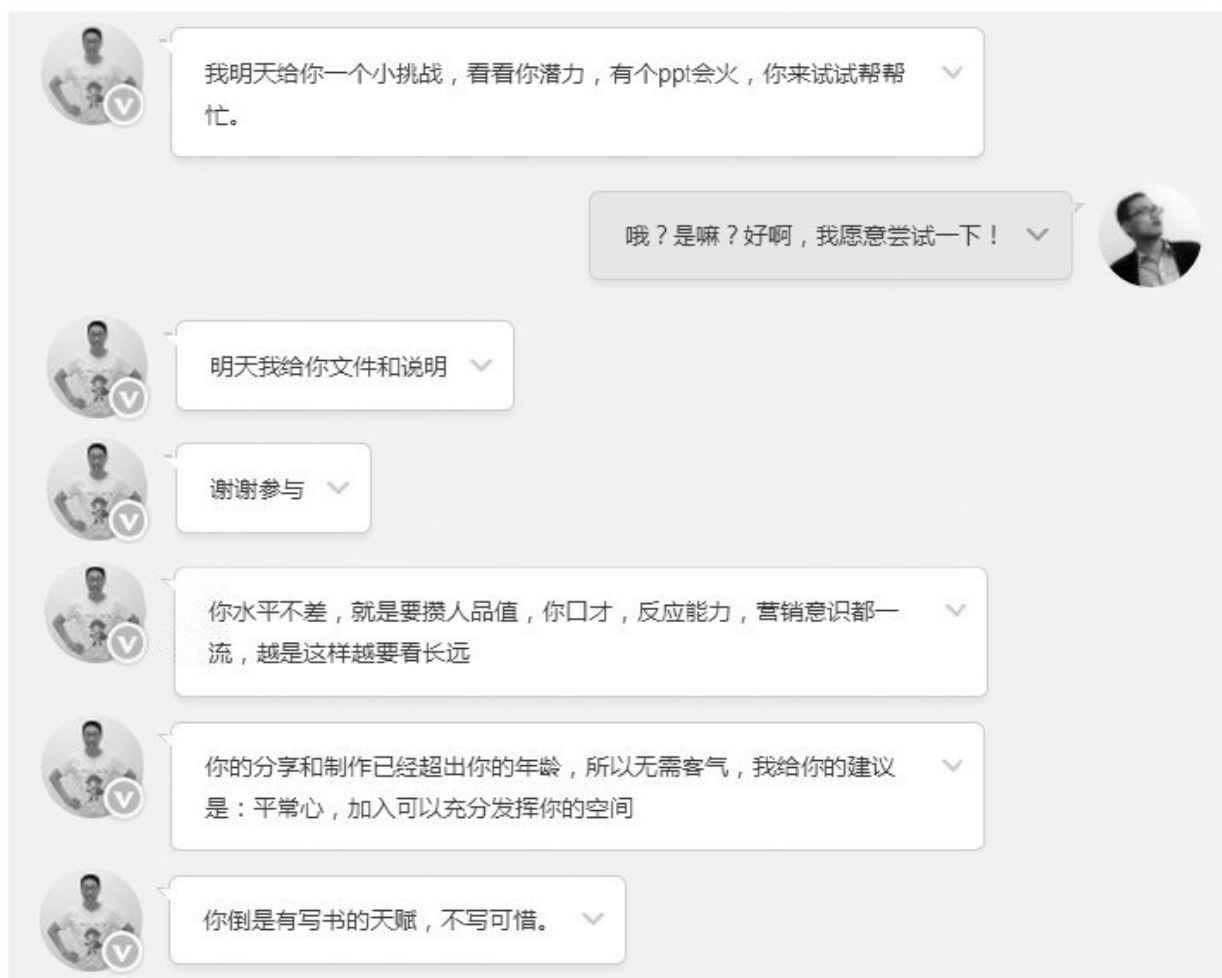 我明天给你一个小挑战，看看你潜力，有个ppt会火，你来试试帮帮
忙。
哦？是嘛？好啊，我愿意尝试一下！
明天我给你文件和说明
谢谢参与
你水平不差，就是要攒人品值，你口才，反应能力，营销意识都一
流，越是这样越要看长远
你的分享和制作已经超出你的年龄，所以无需客气，我给你的建议
是：平常心，加入可以充分发挥你的空间
你倒是有写书的天赋，不写可惜。